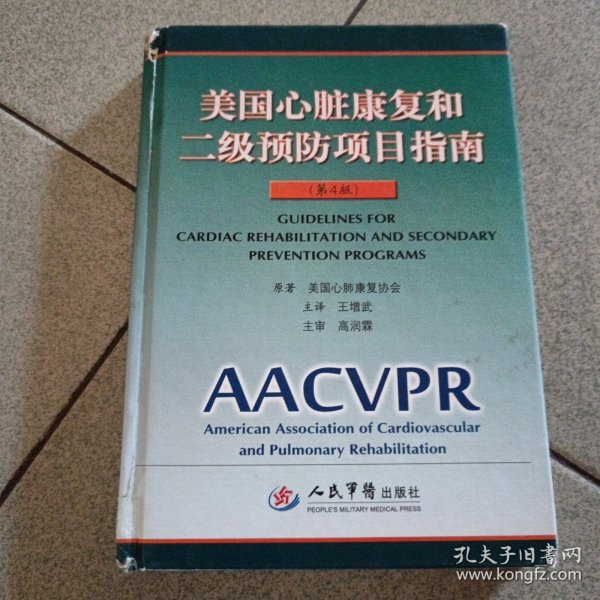 美国心脏康复和
二级预防项目指南
(第4版)
GUIDELINES FOR
CARDIAC REHABILITATION AND SECONDARY
PREVENTION PROGRAMS
原著 美国心肺康复协会
主译 王增武
主审 高润霖
AACVPR
American Association of Cardiovascular
and Pulmonary Rehabilitation
人民军醫出版社
PEOPLE'S MILITARY MEDICAL PRESS
孔夫子旧书网
www.kongfz.com